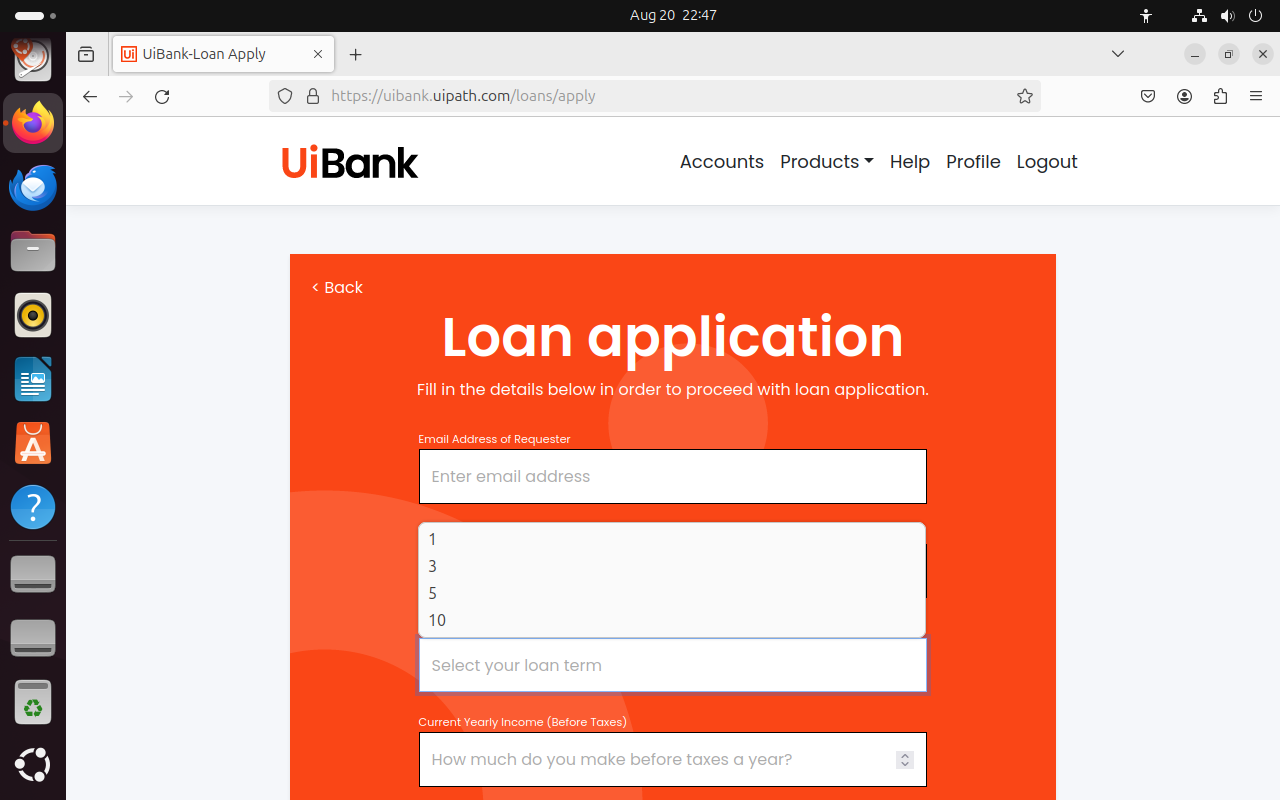 Aug 20 22:47
UiBank-Loan Apply
https://uibank.uipath.com/loans/apply
UiBank
Accounts
Products
Help
Profile
Logout
< Back
Loan application
Fill in the details below in order to proceed with loan application.
Email Address of Requester
Enter email address
1
3
5
10
Select your loan term
Current Yearly Income (Before Taxes)
How much do you make before taxes a year?